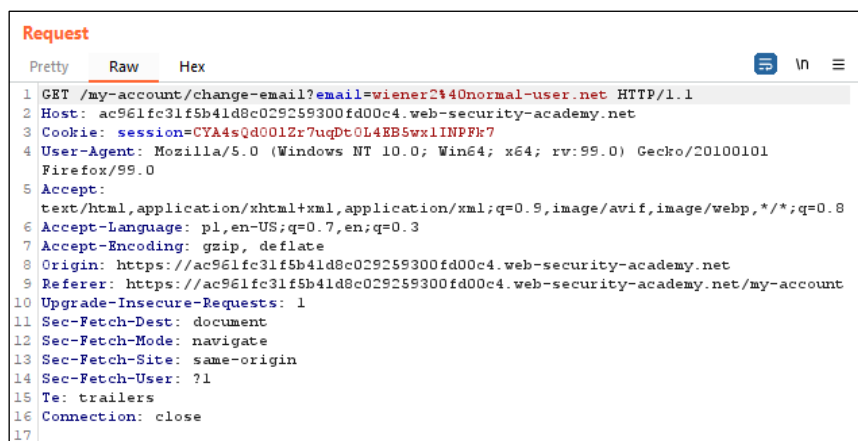 Request
Pretty Raw Hex \n
1 GET /my-account/change-email?email=wiener2%40normal-user.net HTTP/1.1
2 Host: ac961fc31f5b41d8c029259300fd00c4.web-security-academy.net
3 Cookie: session=CYA4sQd0O1Zr7uqDtOL4EB5wx1INPFk7
4 User-Agent: Mozilla/5.0 (Windows NT 10.0; Win64; x64; rv:99.0) Gecko/20100101
Firefox/99.0
5 Accept:
text/html,application/xhtml+xml,application/xml;q=0.9,image/avif,image/webp,*/*;q=0.8
6 Accept-Language: pl,en-US;q=0.7,en;q=0.3
7 Accept-Encoding: gzip, deflate
8 Origin: https://ac961fc31f5b41d8c029259300fd00c4.web-security-academy.net
9 Referer: https://ac961fc31f5b41d8c029259300fd00c4.web-security-academy.net/my-account
10 Upgrade-Insecure-Requests: 1
11 Sec-Fetch-Dest: document
12 Sec-Fetch-Mode: navigate
13 Sec-Fetch-Site: same-origin
14 Sec-Fetch-User: ?1
15 Te: trailers
16 Connection: close
17